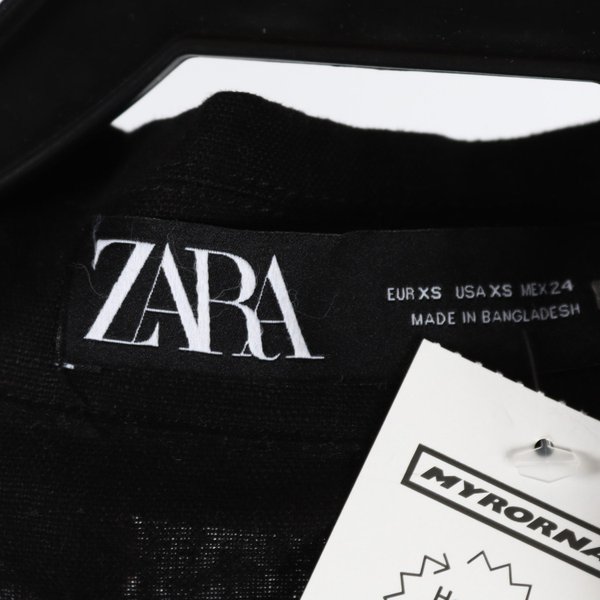 ZARA
EUR XS USA XS MEX 24
MADE IN BANGLADESH
MYRORNA
H